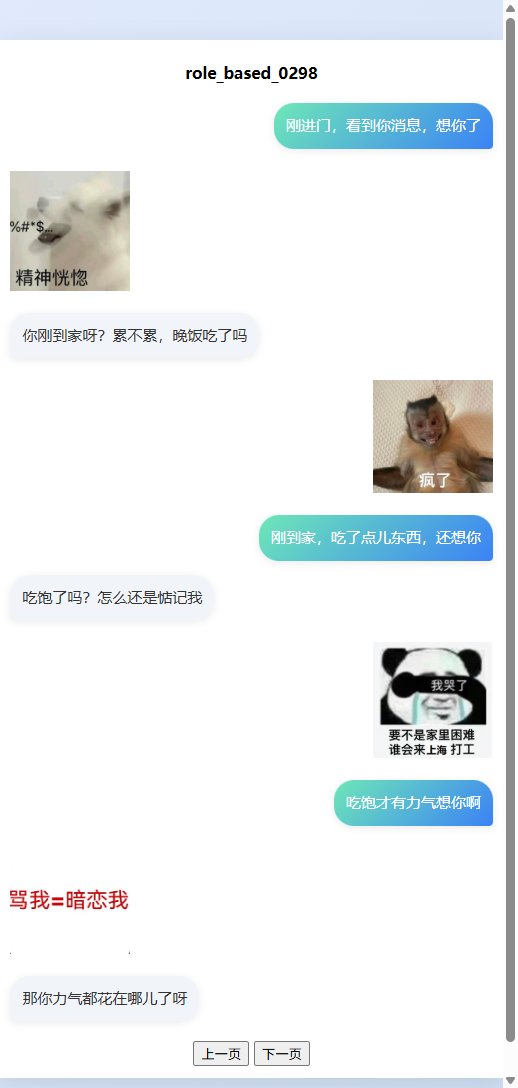 role_based_0298
刚进门，看到你消息，想你了
%#*$...
精神恍惚
你刚到家呀？累不累，晚饭吃了吗
疯了
刚到家，吃了点儿东西，还想你
吃饱了吗？怎么还是惦记我
我哭了
要不是家里困难
谁会来上海 打工
吃饱才有力气想你啊
骂我=暗恋我
那你力气都花在哪儿了呀
上一页 下一页